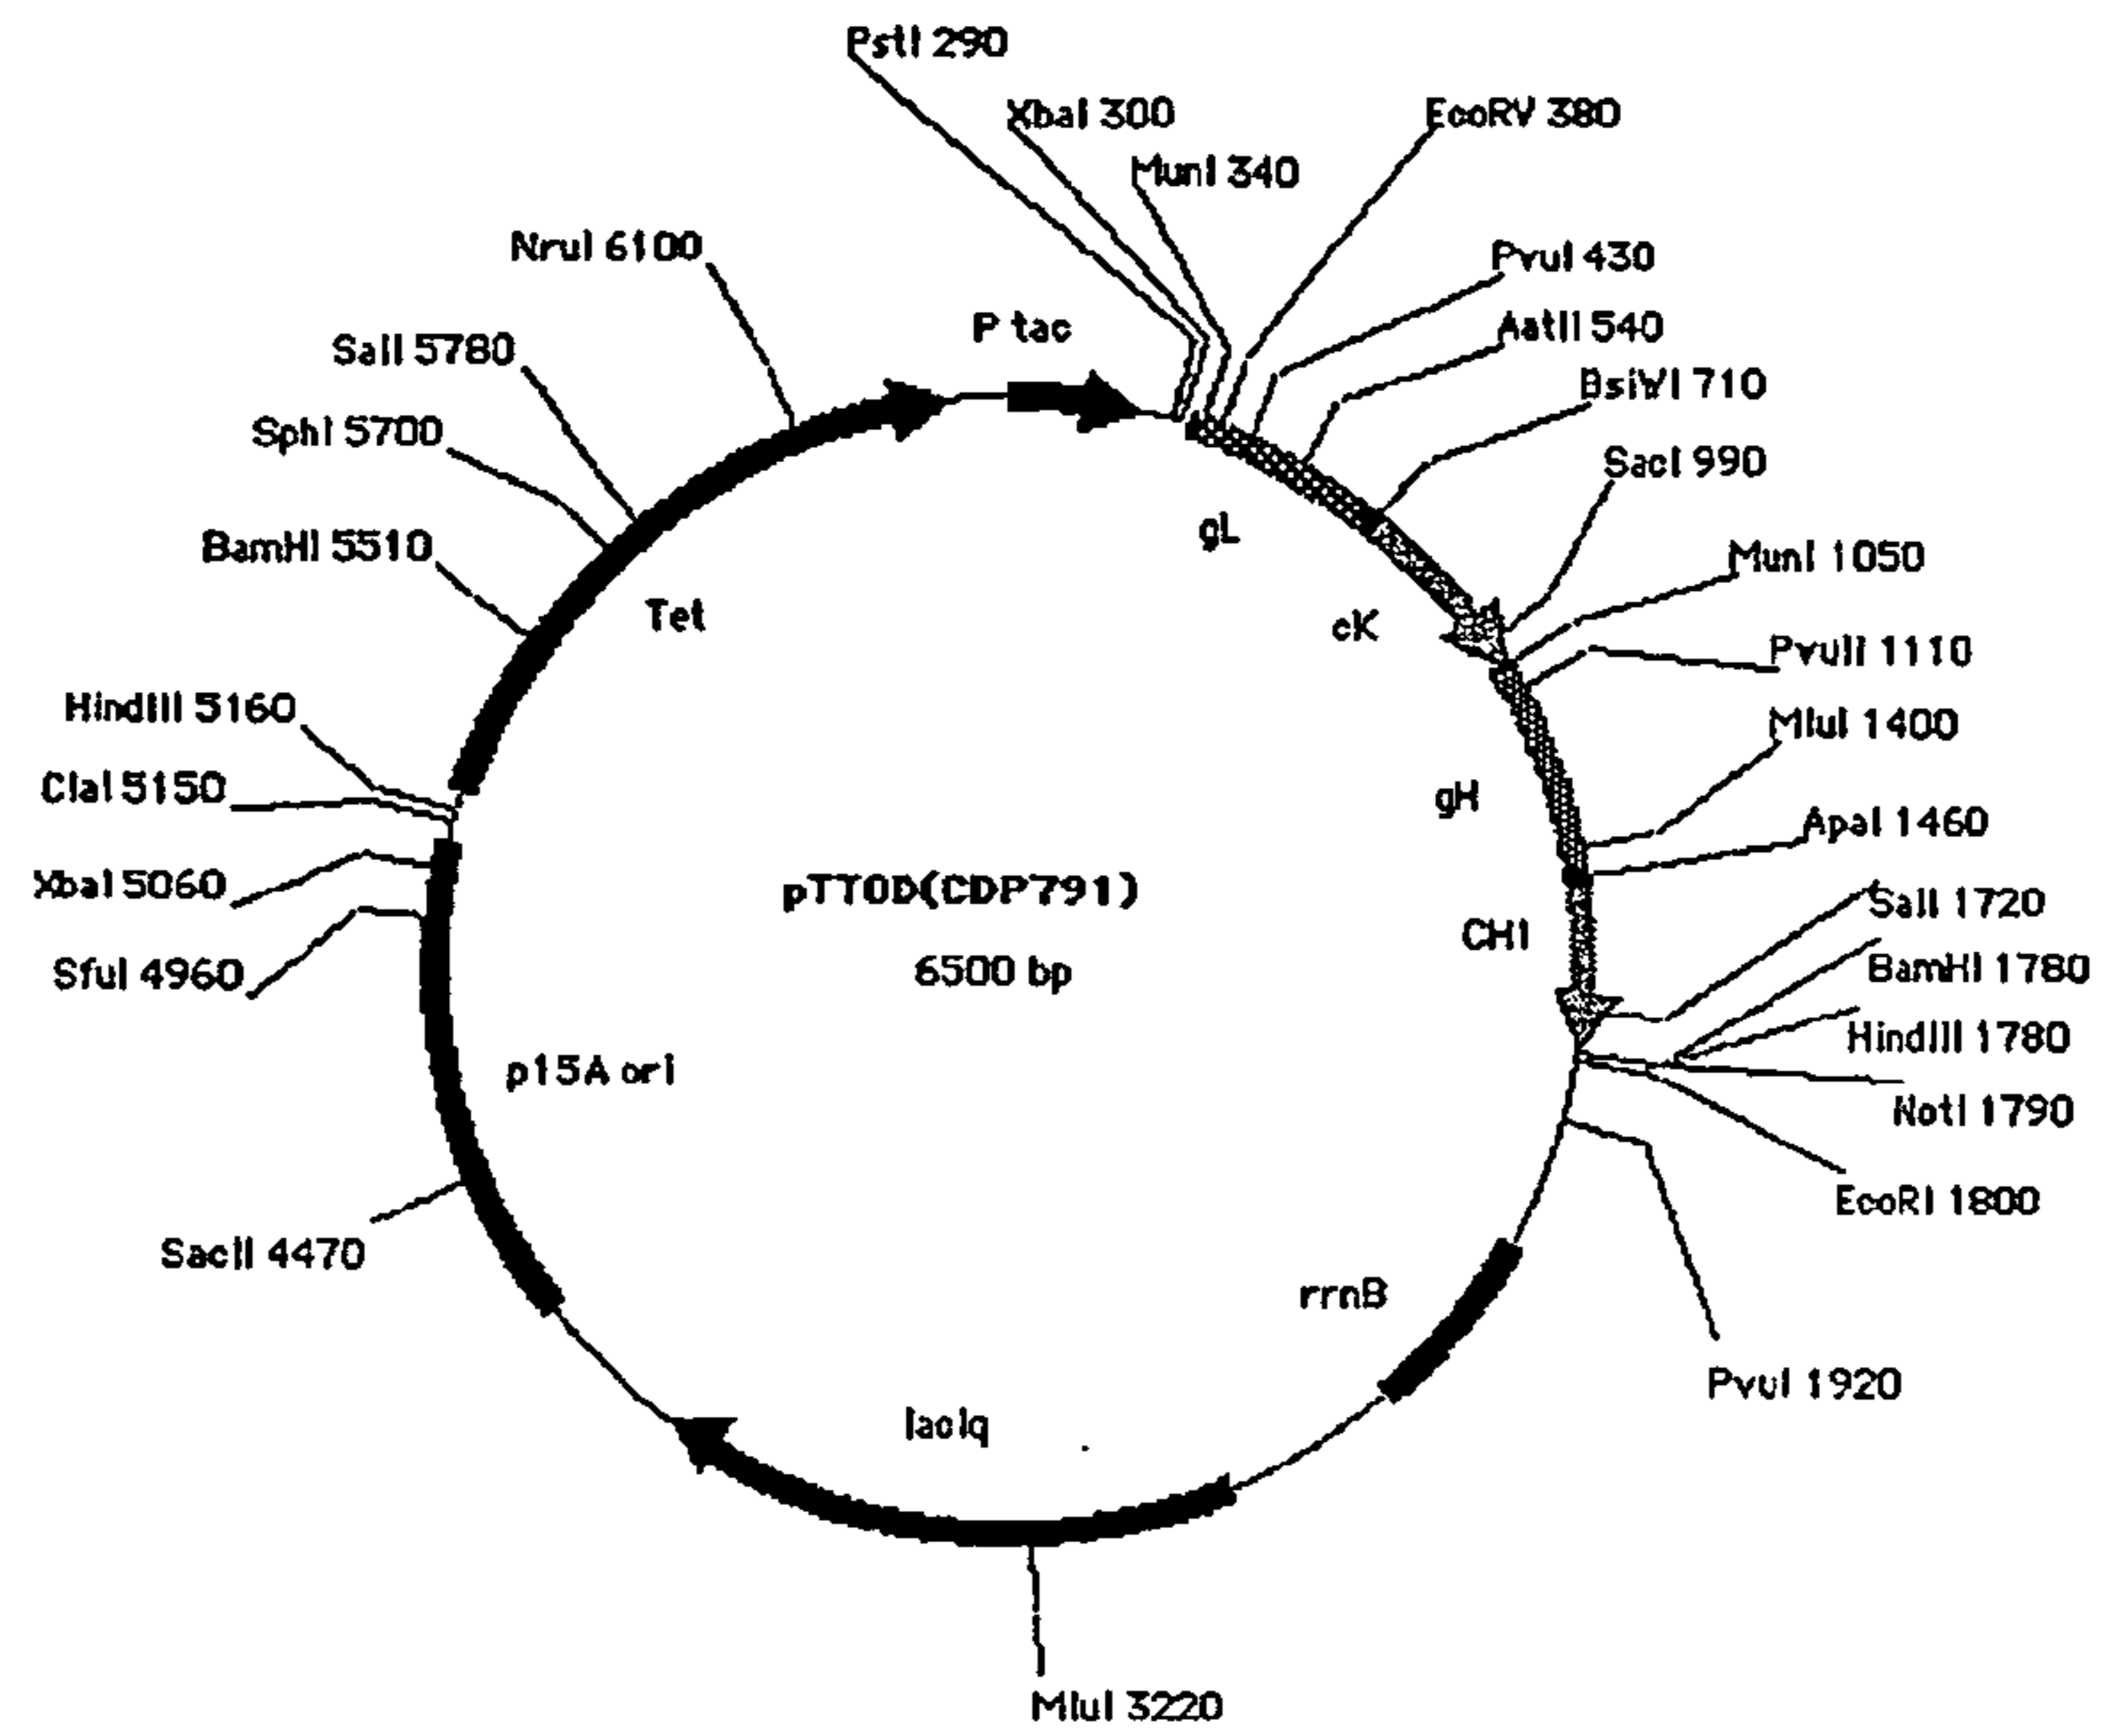 PstI 290
XbaI 300
MunI 340
EcoRV 380
PvuI 430
AatII 540
BsiWI 710
SacI 990
MunI 1050
PvuII 1110
MluI 1400
ApaI 1460
SalI 1720
BamHI 1780
HindIII 1780
NotI 1790
EcoRI 1800
PvuI 1920
MluI 3220
SacII 4470
SfuI 4960
XbaI 5060
ClaI 5150
HindIII 5160
BamHI 5510
SphI 5700
SalI 5780
NruI 6100
P tac
gL
cK
gH
CH1
rrnB
lacIq
p15A ori
Tet
pTTOD(CDP791)
6500 bp